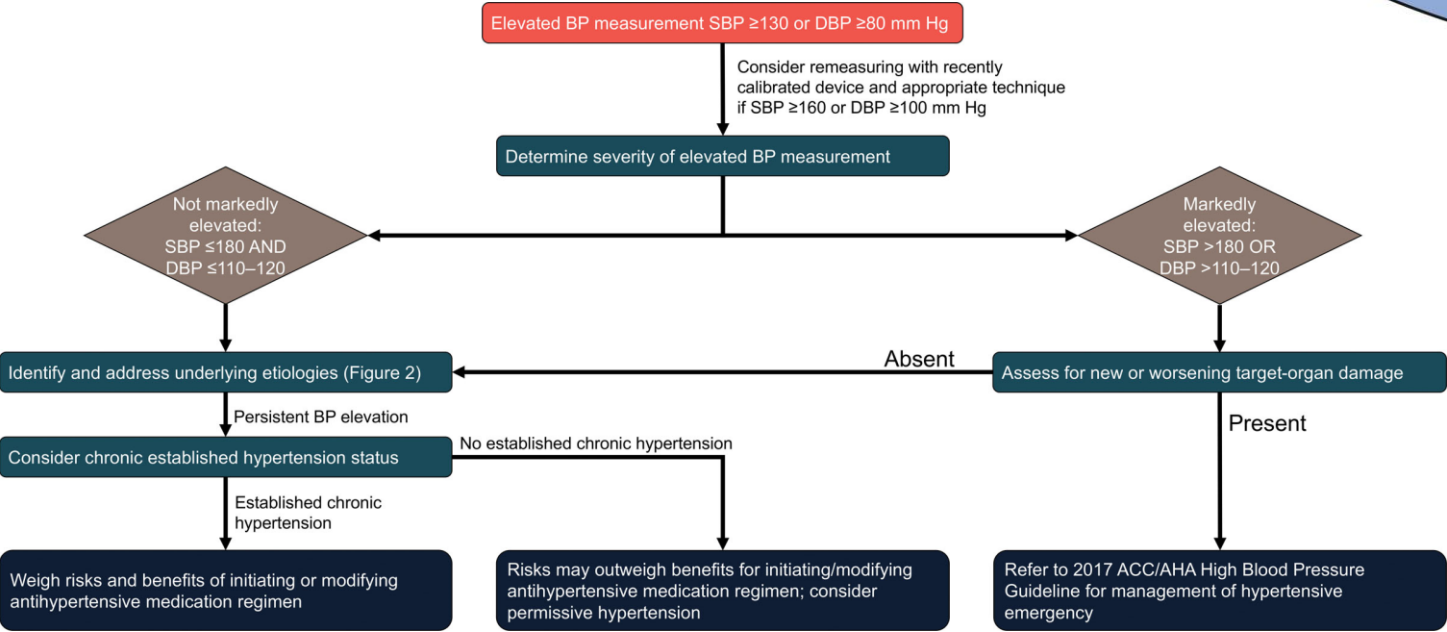 Elevated BP measurement SBP ≥130 or DBP ≥80 mm Hg
Consider remeasuring with recently
calibrated device and appropriate technique
if SBP ≥160 or DBP ≥100 mm Hg
Determine severity of elevated BP measurement
Not markedly
elevated:
SBP ≤180 AND
DBP ≤110–120
Markedly
elevated:
SBP >180 OR
DBP >110–120
Identify and address underlying etiologies (Figure 2)
Absent
Assess for new or worsening target-organ damage
Persistent BP elevation
Present
Consider chronic established hypertension status
No established chronic hypertension
Established chronic
hypertension
Weigh risks and benefits of initiating or modifying
antihypertensive medication regimen
Risks may outweigh benefits for initiating/modifying
antihypertensive medication regimen; consider
permissive hypertension
Refer to 2017 ACC/AHA High Blood Pressure
Guideline for management of hypertensive
emergency